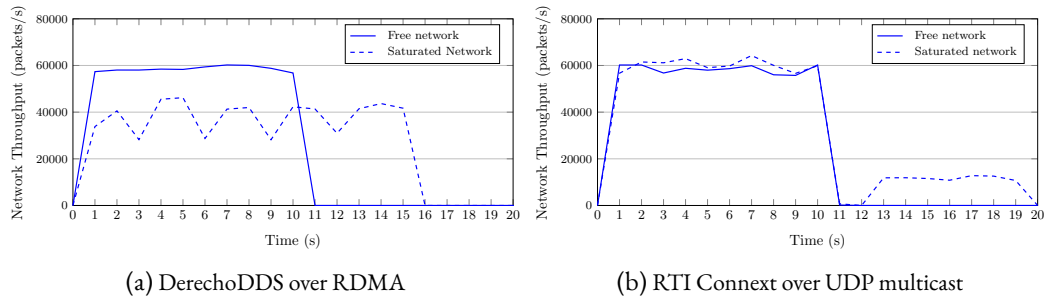 80000
60000
40000
20000
0
Network Throughput (packets/s)
Free network
Saturated Network
0 1 2 3 4 5 6 7 8 9 10 11 12 13 14 15 16 17 18 19 20
Time (s)
(a) DerechoDDS over RDMA
80000
60000
40000
20000
0
Network Throughput (packets/s)
Free network
Saturated network
0 1 2 3 4 5 6 7 8 9 10 11 12 13 14 15 16 17 18 19 20
Time (s)
(b) RTI Connext over UDP multicast